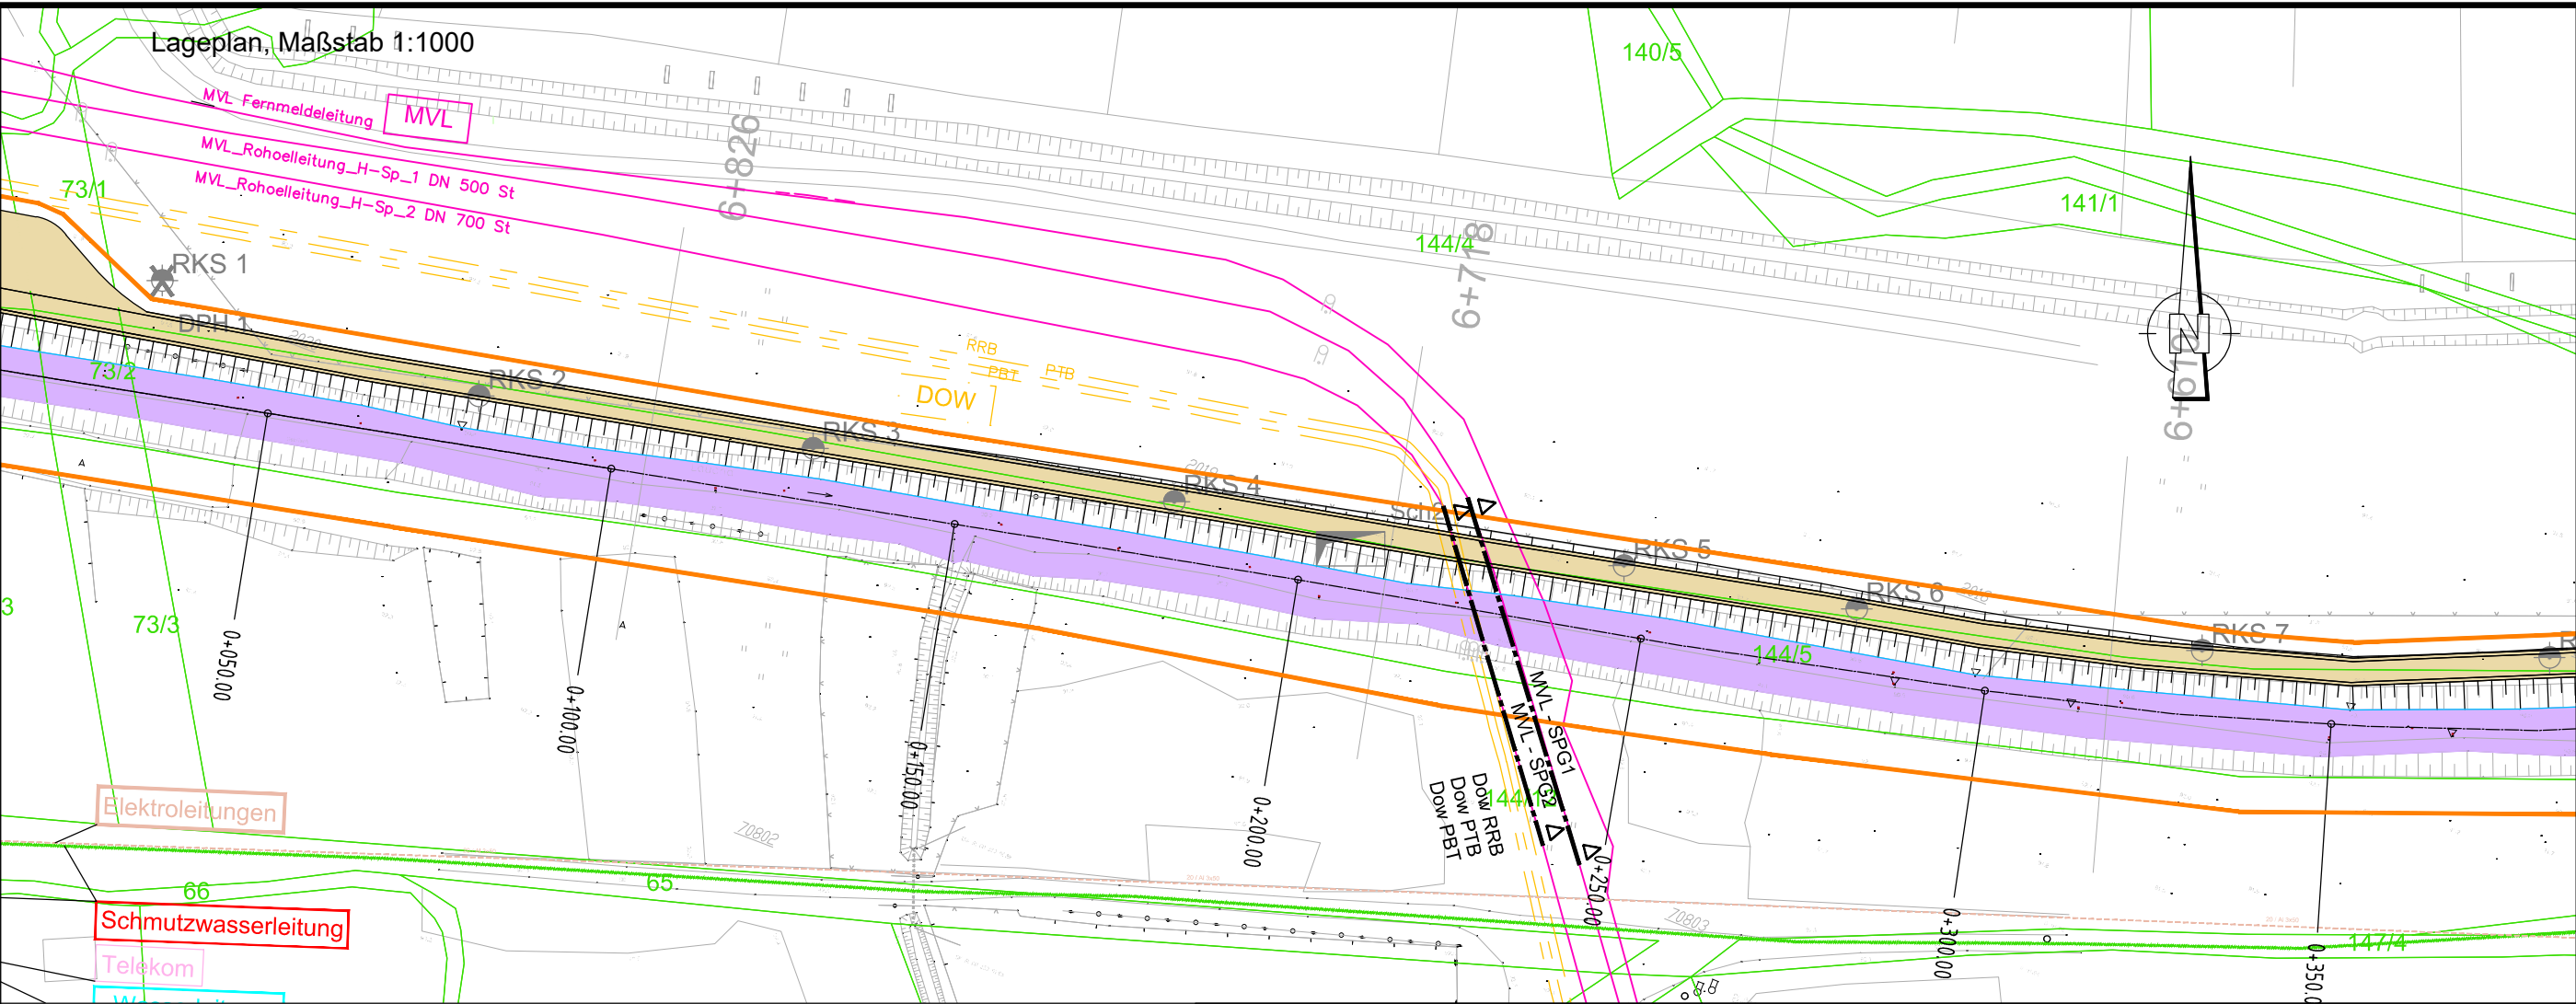 Lageplan, Maßstab 1:1000
140/5
MVL Fernmeldeleitung
MVL
MVL_Rohoelleitung_H-Sp_1 DN 500 St
MVL_Rohoelleitung_H-Sp_2 DN 700 St
6+826
73/1
141/1
144/4
6+718
6+610
N
RKS 1
DPH 1
2020
73/2
RKS 2
RKS 3
RRB
PBT
PTB
DOW
2019
RKS 4
Sch2
RKS 5
RKS 6
2018
RKS 7
R
3
73/3
144/5
0+050.00
0+100.00
0+150.00
0+200.00
0+250.00
0+300.00
0+350.0
MVL - SPG1
MVL - SPG2
Dow RRB
Dow PTB
Dow PBT
Elektroleitungen
70802
66
65
70803
147/4
Schmutzwasserleitung
Telekom